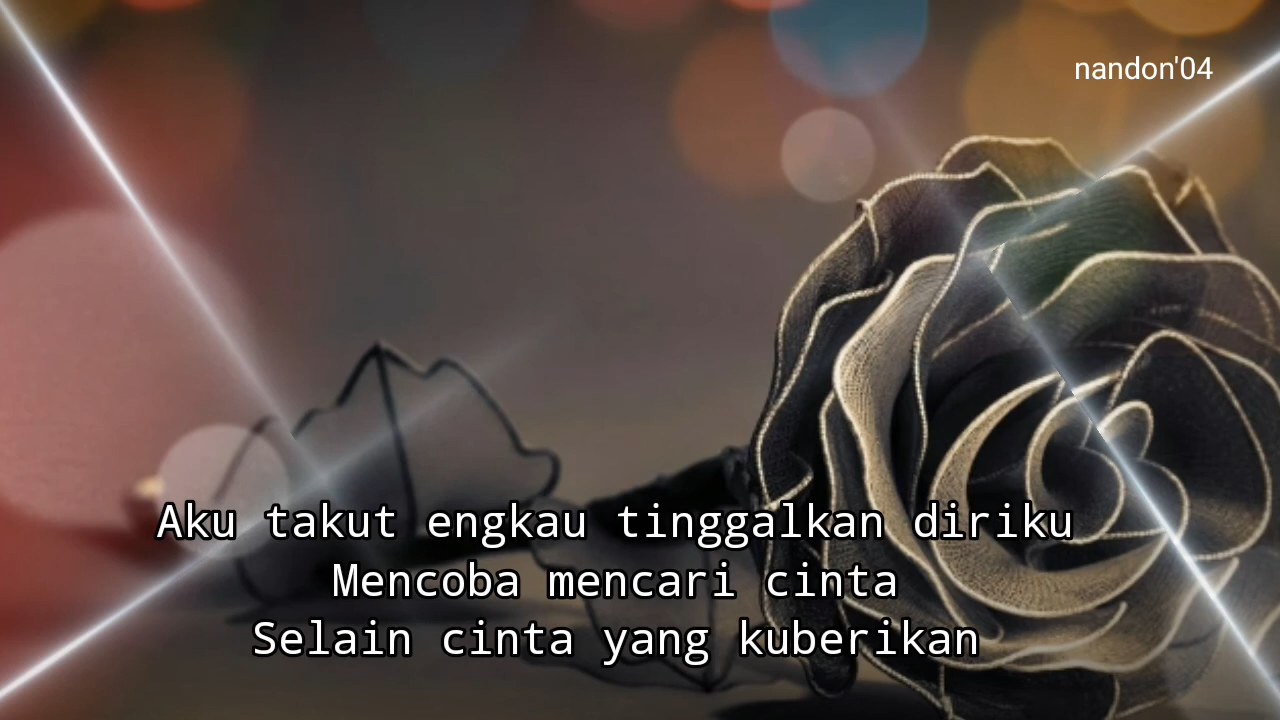 nandon'04
Aku takut engkau tinggalkan diriku
Mencoba mencari cinta
Selain cinta yang kuberikan